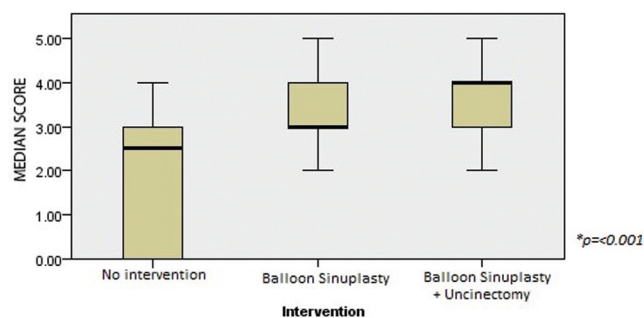 5.00
4.00
3.00
2.00
1.00
0.00
MEDIAN SCORE
No intervention
Balloon Sinuplasty
Balloon Sinuplasty
+ Uncinectomy
Intervention
*p=<0.001